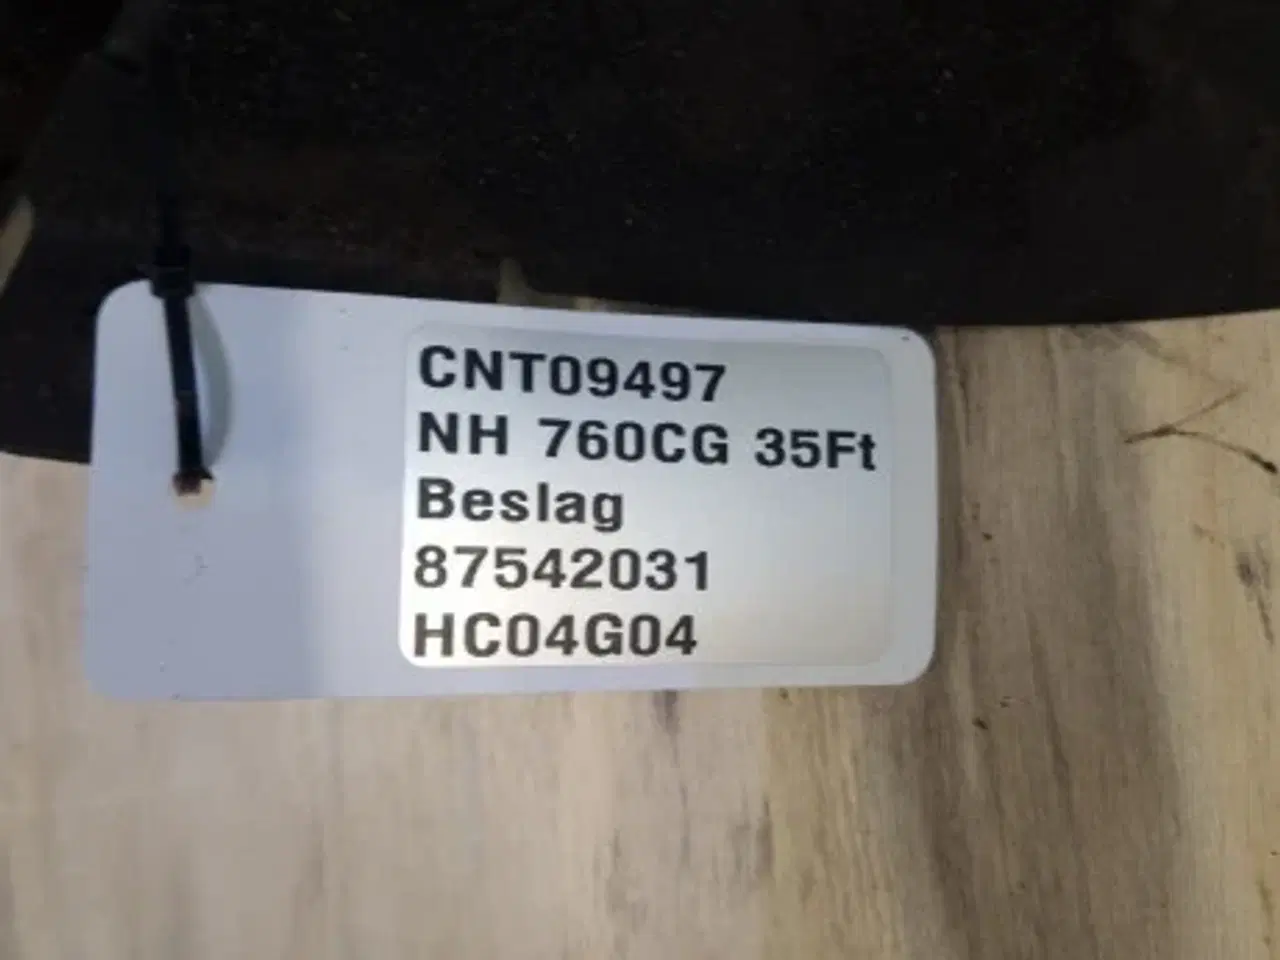 CNT09497
NH 760CG 35Ft
Beslag
87542031
HC04G04